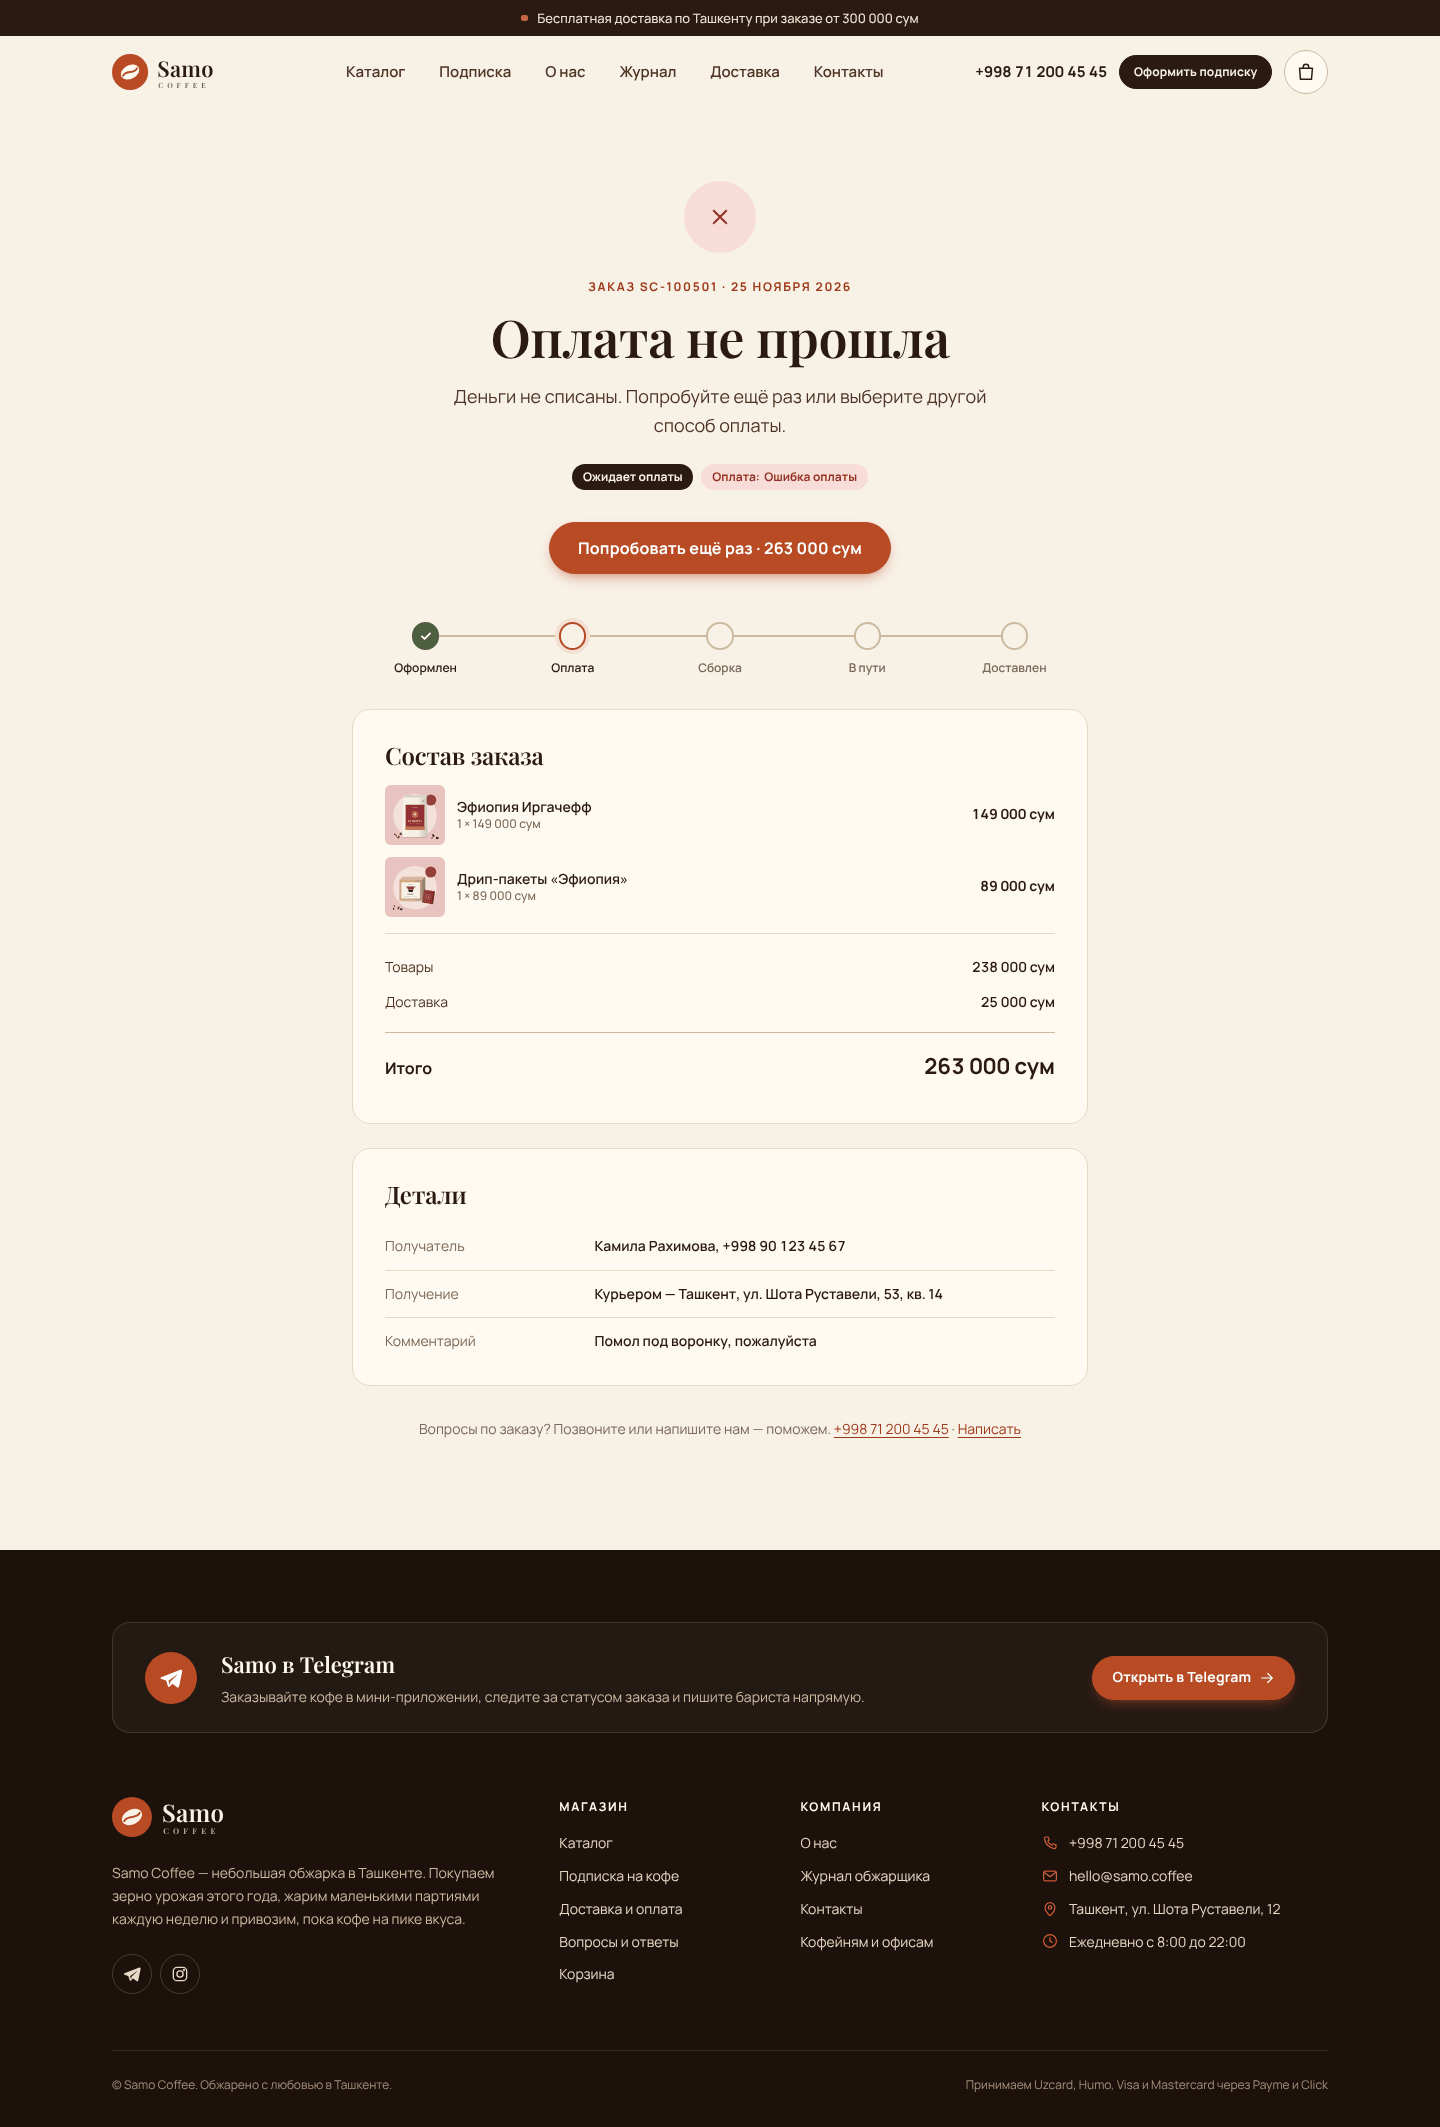 Бесплатная доставка по Ташкенту при заказе от 300 000 сум
Samo
COFFEE
Каталог
Подписка
О нас
Журнал
Доставка
Контакты
+998 71 200 45 45
Оформить подписку
ЗАКАЗ SC-100501 · 25 НОЯБРЯ 2026
Оплата не прошла
Деньги не списаны. Попробуйте ещё раз или выберите другой
способ оплаты.
Ожидает оплаты
Оплата: Ошибка оплаты
Попробовать ещё раз · 263 000 сум
Оформлен
Оплата
Сборка
В пути
Доставлен
Состав заказа
Эфиопия Иргачефф
1 × 149 000 сум
149 000 сум
Дрип-пакеты «Эфиопия»
1 × 89 000 сум
89 000 сум
Товары
238 000 сум
Доставка
25 000 сум
Итого
263 000 сум
Детали
Получатель
Камила Рахимова, +998 90 123 45 67
Получение
Курьером — Ташкент, ул. Шота Руставели, 53, кв. 14
Комментарий
Помол под воронку, пожалуйста
Вопросы по заказу? Позвоните или напишите нам — поможем. +998 71 200 45 45 · Написать
Samo в Telegram
Заказывайте кофе в мини-приложении, следите за статусом заказа и пишите бариста напрямую.
Открыть в Telegram
Samo
COFFEE
Samo Coffee — небольшая обжарка в Ташкенте. Покупаем
зерно урожая этого года, жарим маленькими партиями
каждую неделю и привозим, пока кофе на пике вкуса.
МАГАЗИН
Каталог
Подписка на кофе
Доставка и оплата
Вопросы и ответы
Корзина
КОМПАНИЯ
О нас
Журнал обжарщика
Контакты
Кофейням и офисам
КОНТАКТЫ
+998 71 200 45 45
hello@samo.coffee
Ташкент, ул. Шота Руставели, 12
Ежедневно с 8:00 до 22:00
© Samo Coffee. Обжарено с любовью в Ташкенте.
Принимаем Uzcard, Humo, Visa и Mastercard через Payme и Click